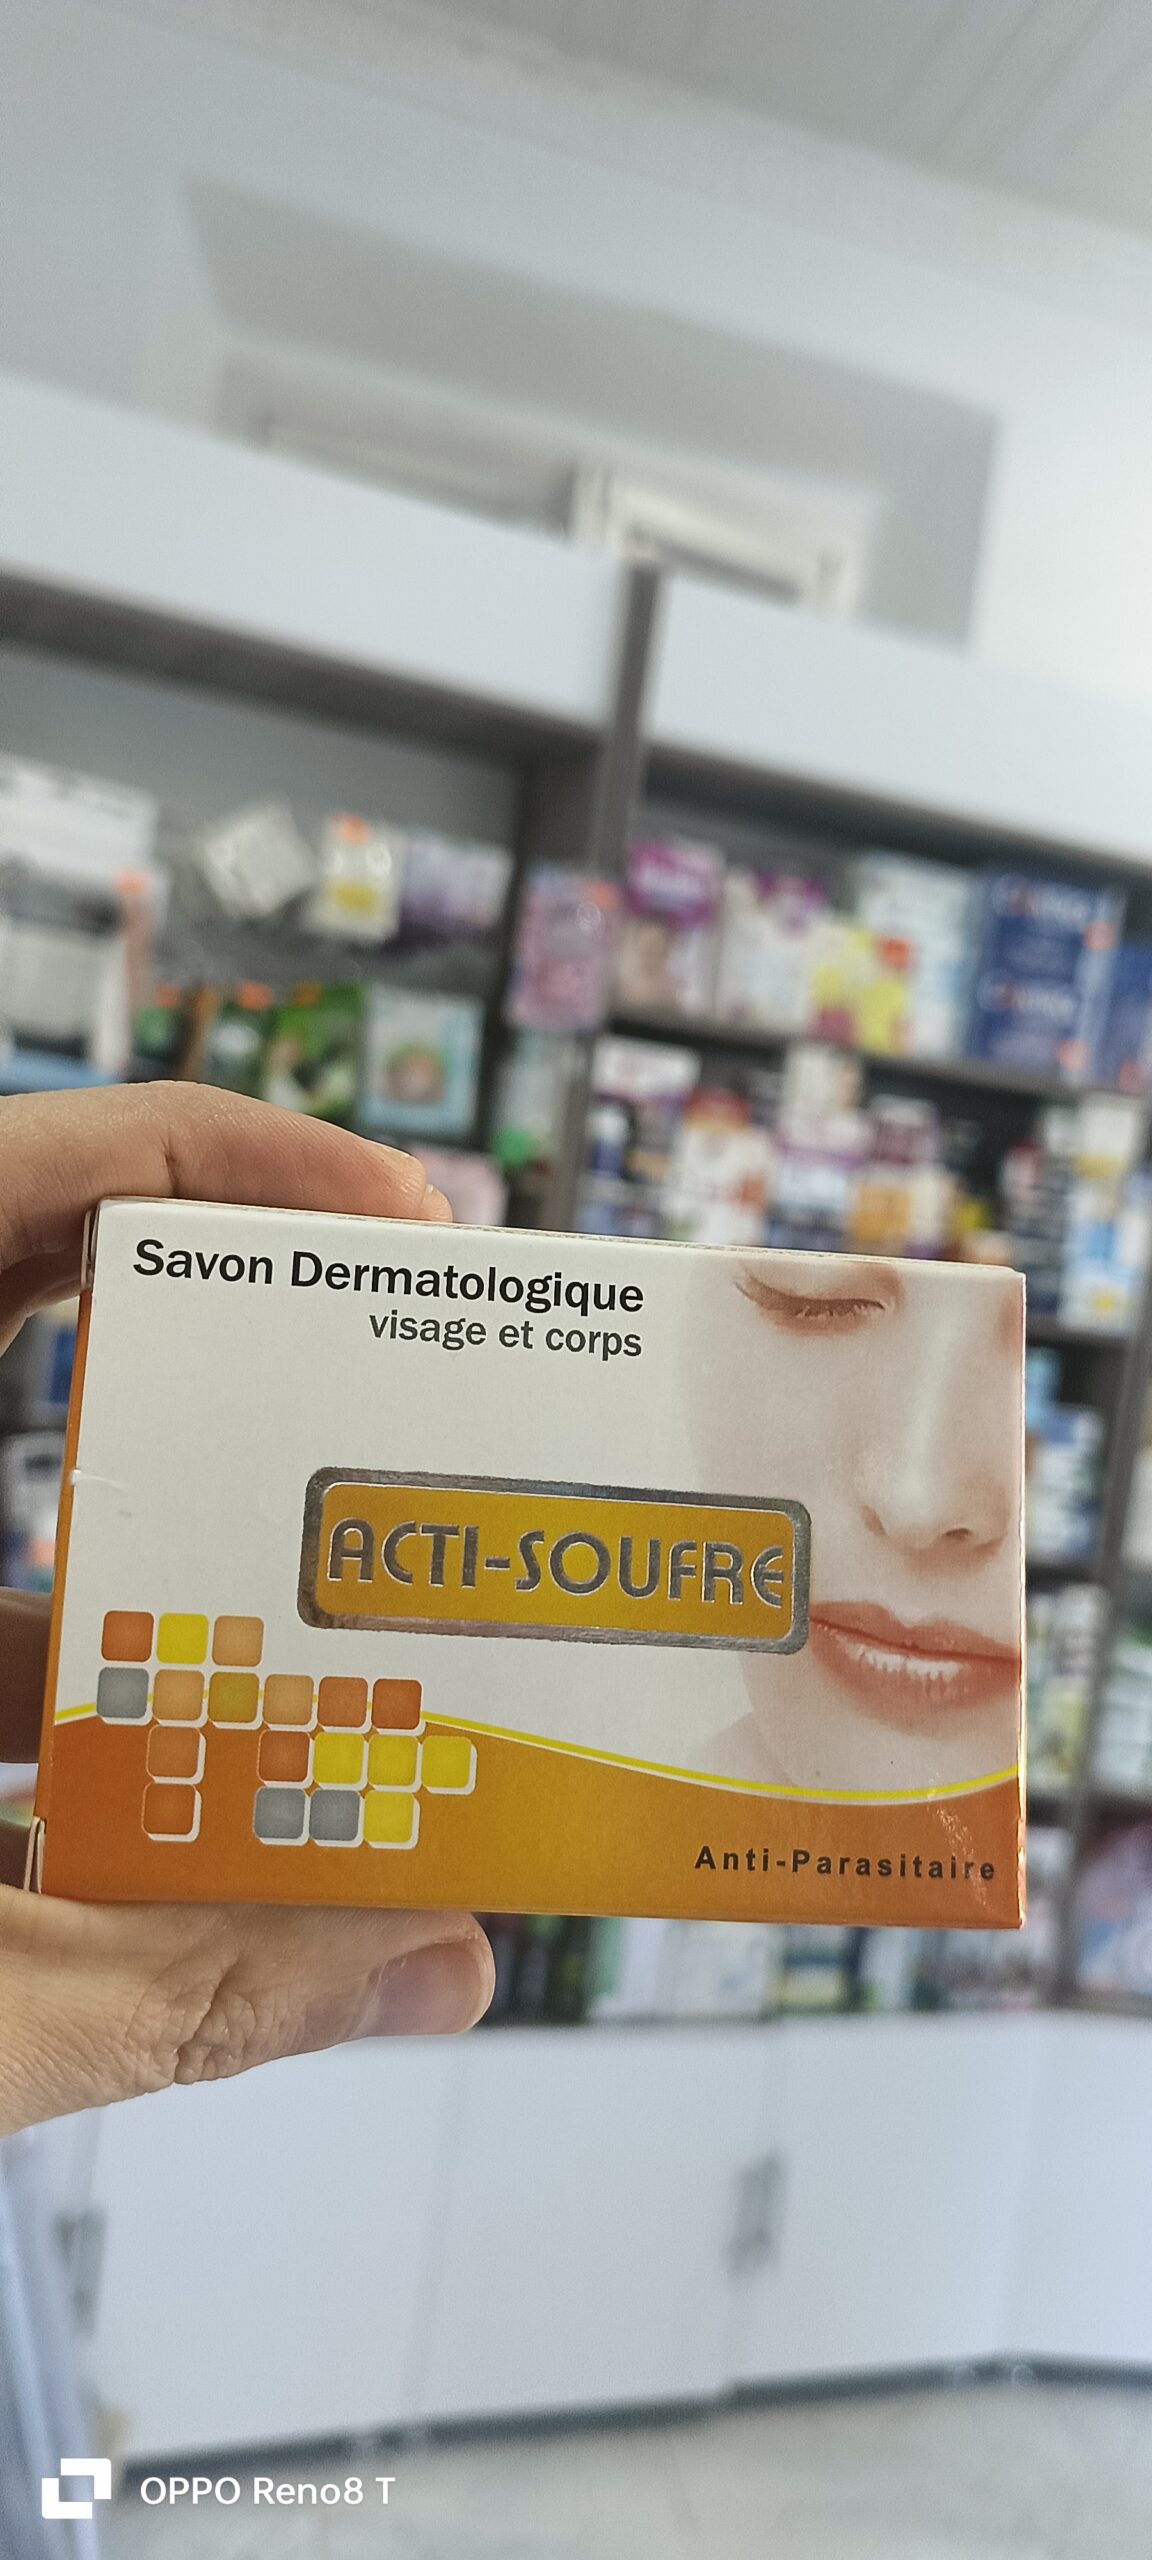 Savon Dermatologique
visage et corps
ACTI-SOUFRE
Anti-Parasitaire
OPPO Reno8 T